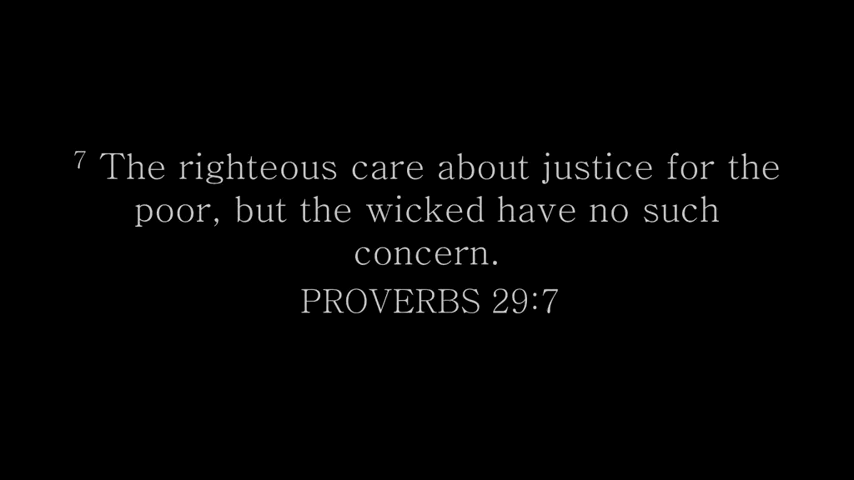 7 The righteous care about justice for the
poor, but the wicked have no such
concern.
PROVERBS 29:7